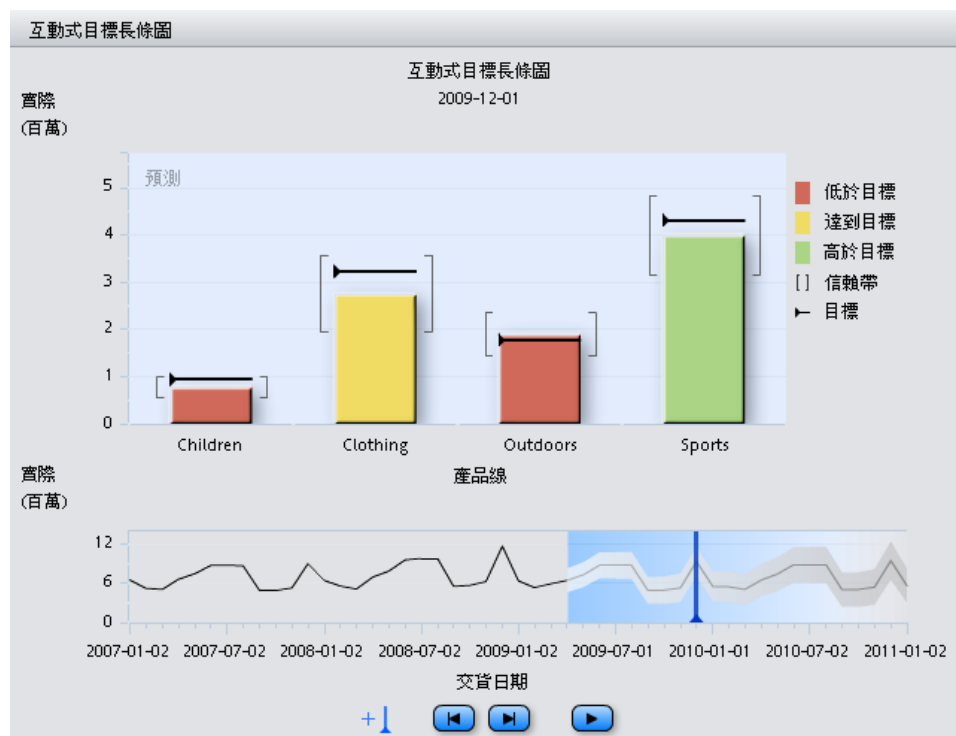 互動式目標長條圖
互動式目標長條圖
2009-12-01
實際
(百萬)
預測
5
4
3
2
1
0
低於目標
達到目標
高於目標
[ ] 信賴帶
目標
Children Clothing Outdoors Sports
產品線
實際
(百萬)
12
6
0
2007-01-02 2007-07-02 2008-01-02 2008-07-02 2009-01-02 2009-07-01 2010-01-01 2010-07-02 2011-01-02
交貨日期